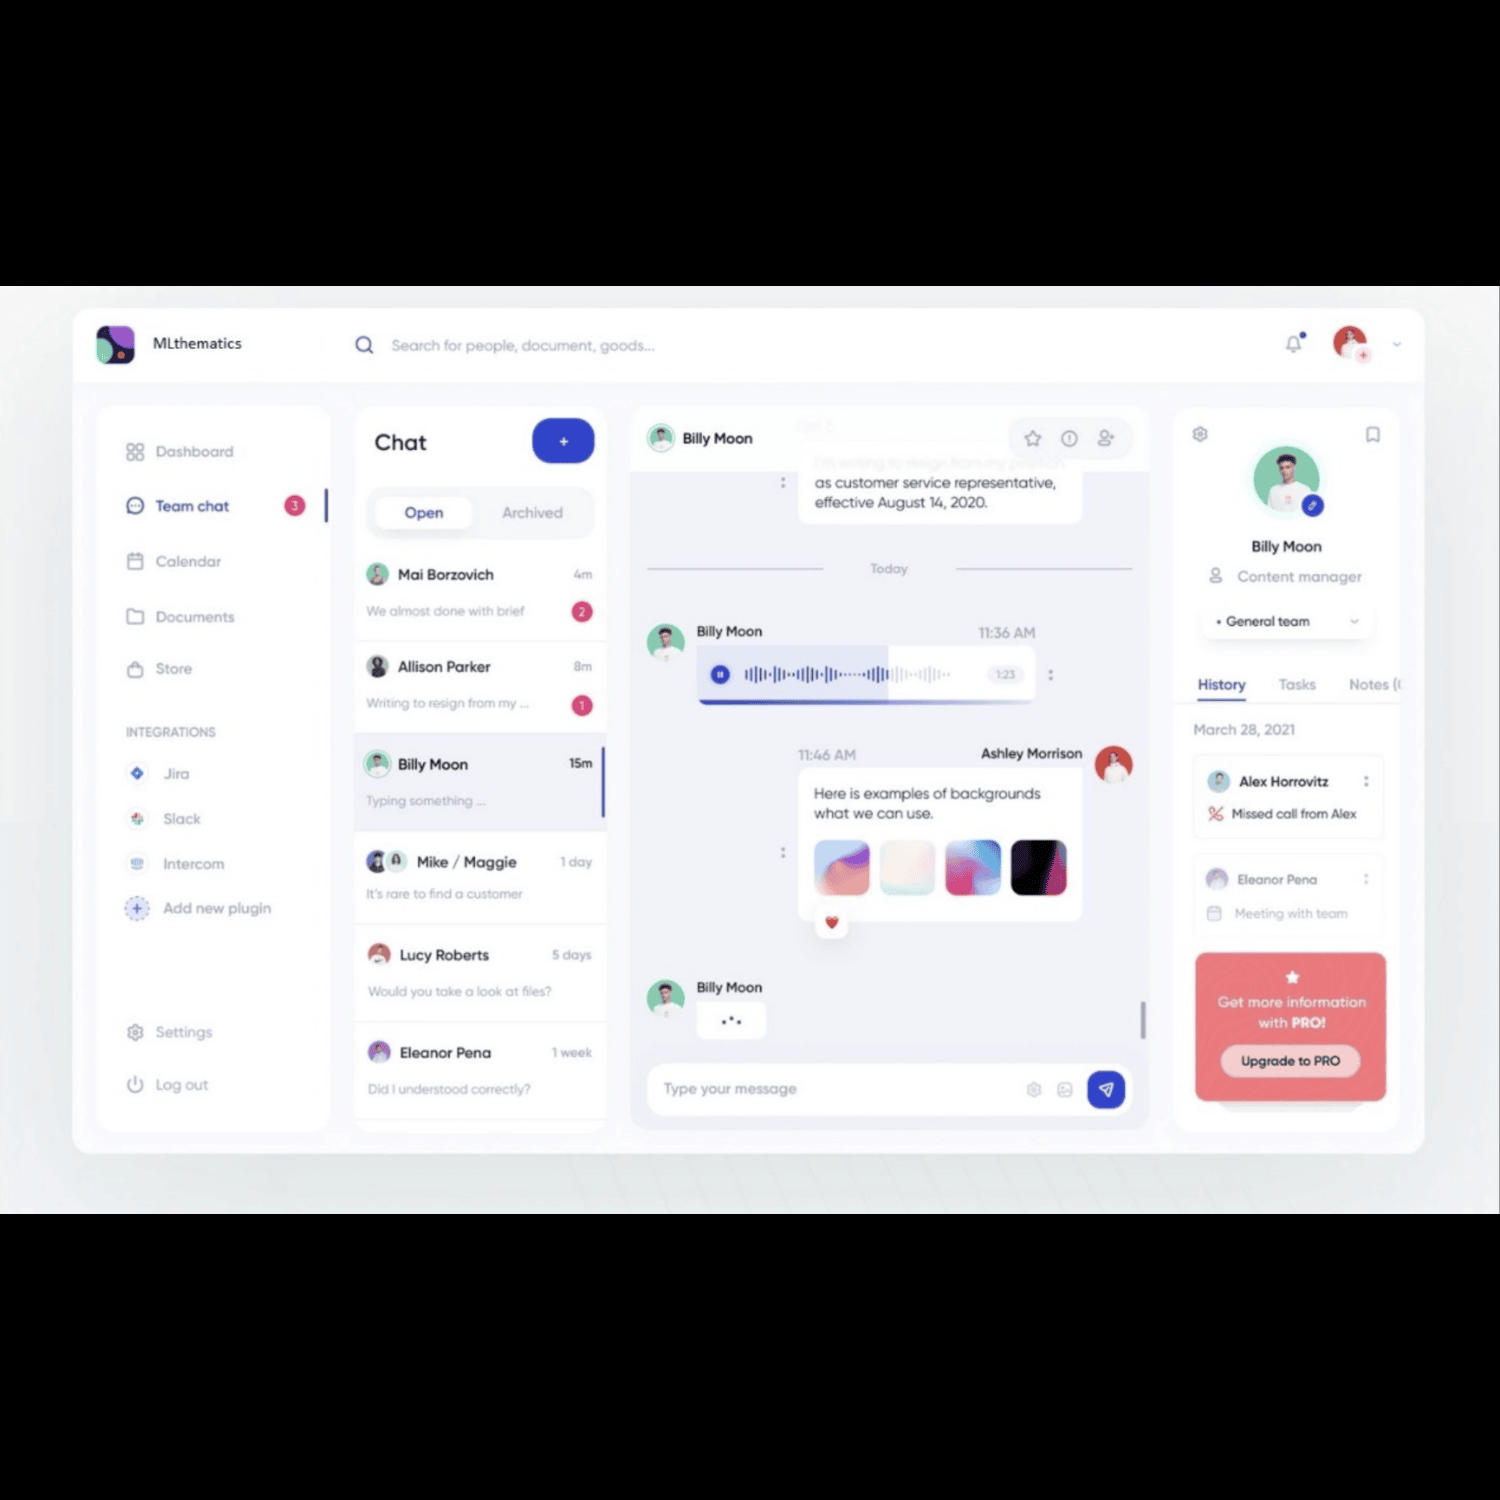 MLthematics
Search for people, document, goods...
Dashboard
Team chat
3
Calendar
Documents
Store
INTEGRATIONS
Jira
Slack
Intercom
Add new plugin
Settings
Log out
Chat
+
Open
Archived
Mai Borzovich
4m
We almost done with brief
2
Allison Parker
8m
Writing to resign from my ...
1
Billy Moon
15m
Typing something ...
Mike / Maggie
1 day
It's rare to find a customer
Lucy Roberts
5 days
Would you take a look at files?
Eleanor Pena
1 week
Did I understood correctly?
Billy Moon
I'm writing to resign from my position
as customer service representative,
effective August 14, 2020.
Today
Billy Moon
11:36 AM
1:23
11:46 AM
Ashley Morrison
Here is examples of backgrounds
what we can use.
Billy Moon
Type your message
Billy Moon
Content manager
• General team
History
Tasks
Notes (
March 28, 2021
Alex Horrovitz
Missed call from Alex
Eleanor Pena
Meeting with team
Get more information
with PRO!
Upgrade to PRO